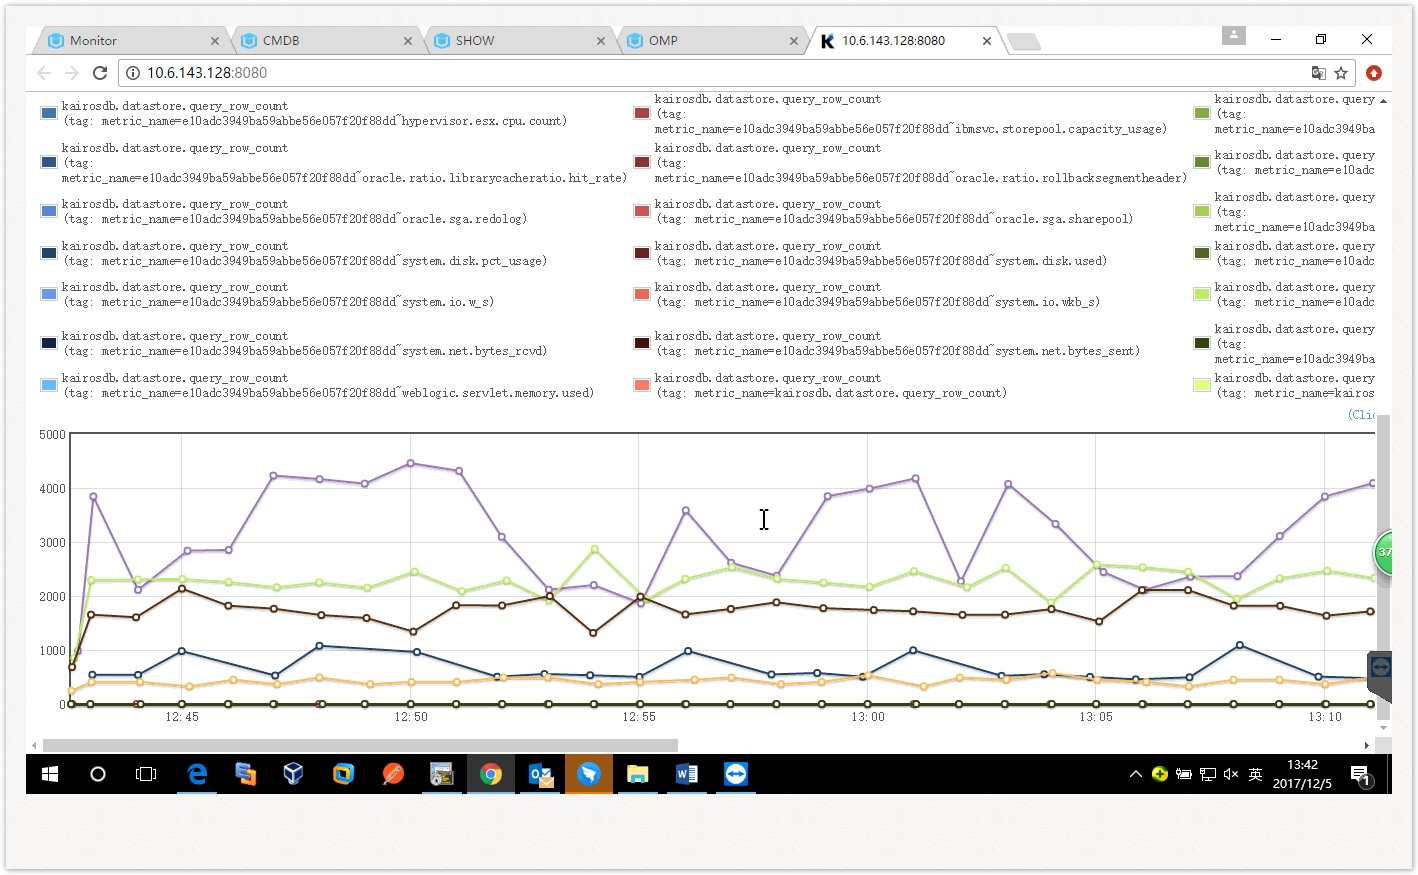 Monitor
CMDB
SHOW
OMP
10.6.143.128:8080
10.6.143.128:8080
kairosdb.datastore.query_row_count
(tag: metric_name=e10adc3949ba59abbe56e057f20f88dd~hypervisor.esx.cpu.count)
kairosdb.datastore.query_row_count
(tag:
metric_name=e10adc3949ba59abbe56e057f20f88dd~ibmsvc.storepool.capacity_usage)
kairosdb.datastore.query
(tag:
metric_name=e10adc3949ba
kairosdb.datastore.query_row_count
(tag:
metric_name=e10adc3949ba59abbe56e057f20f88dd~oracle.ratio.librarycacheratio.hit_rate)
kairosdb.datastore.query_row_count
(tag:
metric_name=e10adc3949ba59abbe56e057f20f88dd~oracle.ratio.rollbacksegmentheader)
kairosdb.datastore.query
(tag: metric_name=e10adc
kairosdb.datastore.query_row_count
(tag: metric_name=e10adc3949ba59abbe56e057f20f88dd~oracle.sga.redolog)
kairosdb.datastore.query_row_count
(tag: metric_name=e10adc3949ba59abbe56e057f20f88dd~oracle.sga.sharepool)
kairosdb.datastore.query
(tag:
metric_name=e10adc3949ba
kairosdb.datastore.query_row_count
(tag: metric_name=e10adc3949ba59abbe56e057f20f88dd~system.disk.pct_usage)
kairosdb.datastore.query_row_count
(tag: metric_name=e10adc3949ba59abbe56e057f20f88dd~system.disk.used)
kairosdb.datastore.query
(tag: metric_name=e10adc
kairosdb.datastore.query_row_count
(tag: metric_name=e10adc3949ba59abbe56e057f20f88dd~system.io.w_s)
kairosdb.datastore.query_row_count
(tag: metric_name=e10adc3949ba59abbe56e057f20f88dd~system.io.wkb_s)
kairosdb.datastore.query
(tag: metric_name=e10adc
kairosdb.datastore.query_row_count
(tag: metric_name=e10adc3949ba59abbe56e057f20f88dd~system.net.bytes_rcvd)
kairosdb.datastore.query_row_count
(tag: metric_name=e10adc3949ba59abbe56e057f20f88dd~system.net.bytes_sent)
kairosdb.datastore.query
(tag:
metric_name=e10adc3949ba
kairosdb.datastore.query_row_count
(tag: metric_name=e10adc3949ba59abbe56e057f20f88dd~weblogic.servlet.memory.used)
kairosdb.datastore.query_row_count
(tag: metric_name=kairosdb.datastore.query_row_count)
kairosdb.datastore.query
(tag: metric_name=kairos
(Clic
5000
4000
3000
2000
1000
0
12:45
12:50
12:55
13:00
13:05
13:10
37
英
13:42
2017/12/5
1